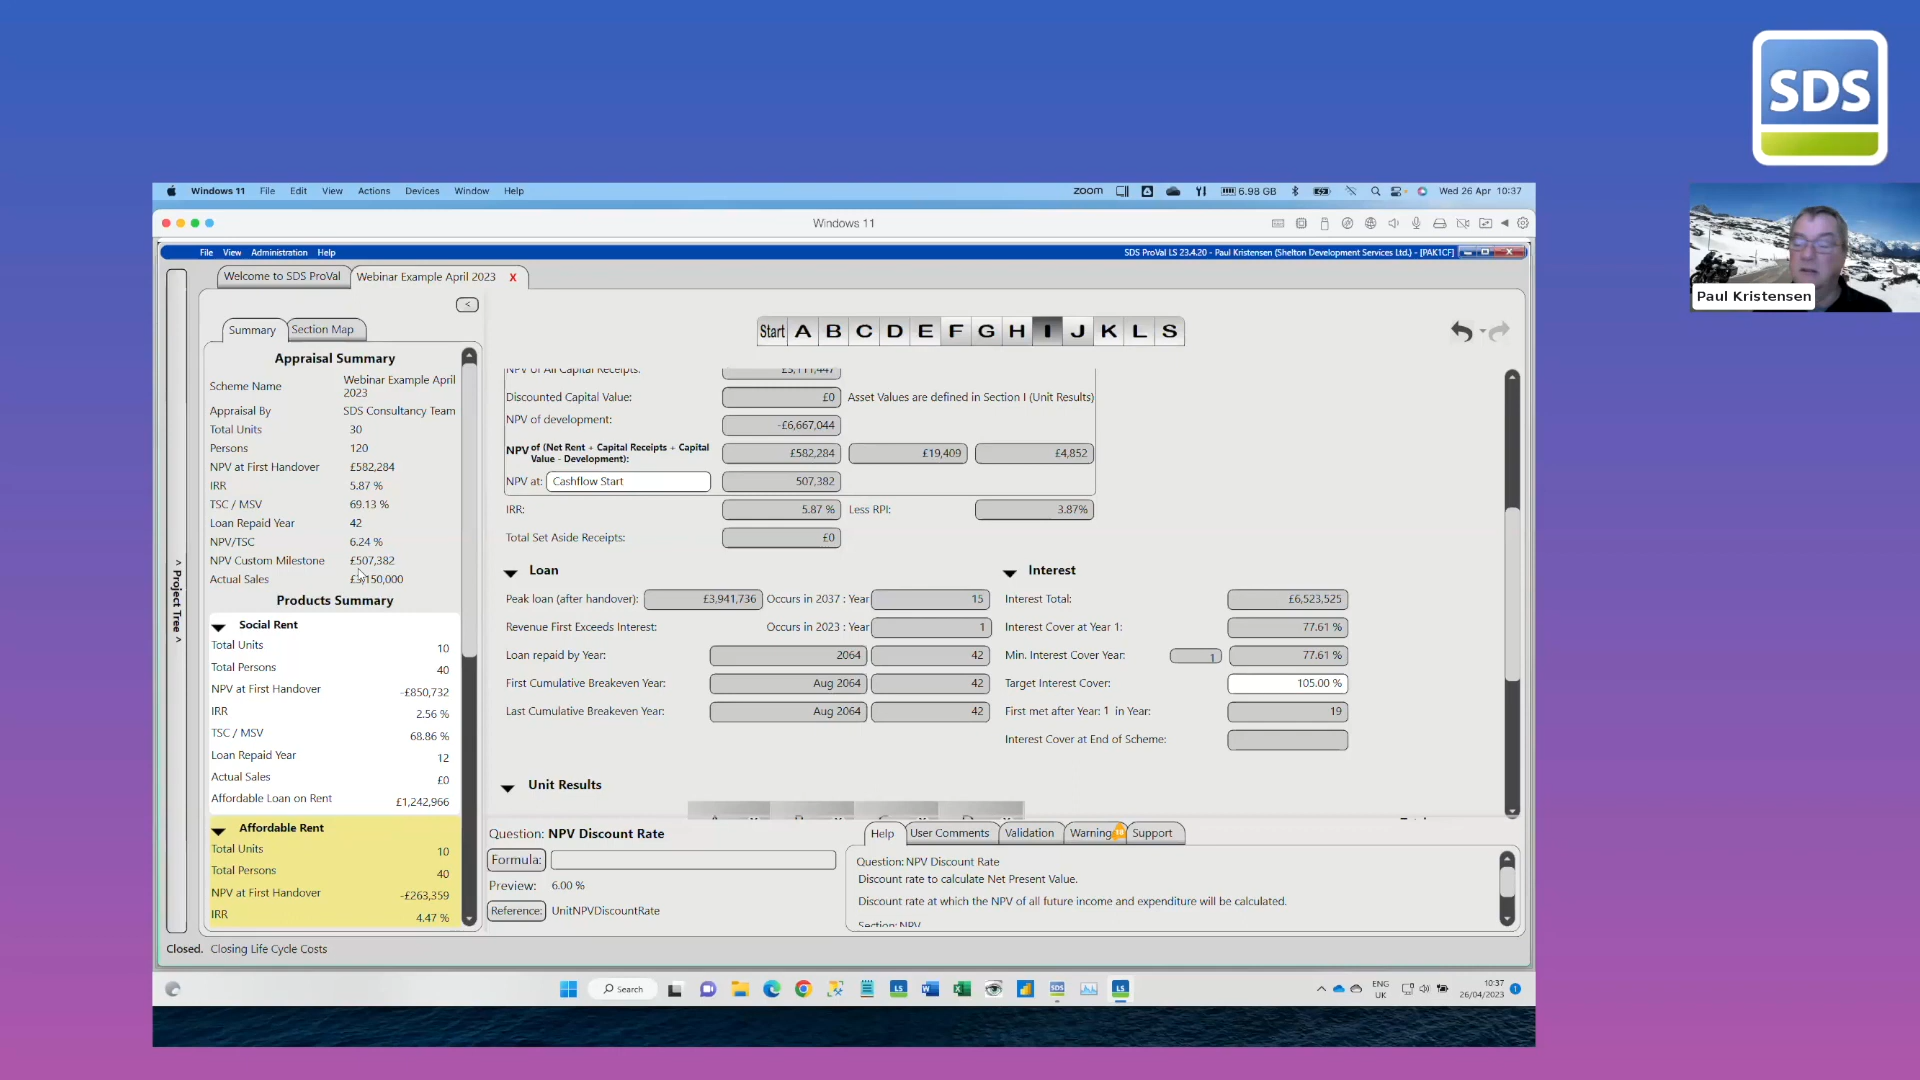 SDS
Windows 11 File Edit View Actions Devices Window Help
zoom 6.98 GB Wed 26 Apr 10:37
Windows 11
File View Administration Help
SDS ProVal LS 23.4.20 - Paul Kristensen (Shelton Development Services Ltd.) - [PAK1CF]
Welcome to SDS ProVal
Webinar Example April 2023 X
<
Summary
Section Map
Start A B C D E F G H I J K L S
^ Project Tree ^
Appraisal Summary
Scheme Name Webinar Example April
2023
Appraisal By SDS Consultancy Team
Total Units 30
Persons 120
NPV at First Handover £582,284
IRR 5.87 %
TSC / MSV 69.13 %
Loan Repaid Year 42
NPV/TSC 6.24 %
NPV Custom Milestone £507,382
Actual Sales £3,150,000
Products Summary
Social Rent
Total Units 10
Total Persons 40
NPV at First Handover -£850,732
IRR 2.56 %
TSC / MSV 68.86 %
Loan Repaid Year 12
Actual Sales £0
Affordable Loan on Rent £1,242,966
Affordable Rent
Total Units 10
Total Persons 40
NPV at First Handover -£263,359
IRR 4.47 %
NPV of All Capital Receipts: £3,111,447
Discounted Capital Value: £0 Asset Values are defined in Section I (Unit Results)
NPV of development: -£6,667,044
NPV of (Net Rent + Capital Receipts + Capital
Value - Development): £582,284 £19,409 £4,852
NPV at: Cashflow Start 507,382
IRR: 5.87 % Less RPI: 3.87%
Total Set Aside Receipts: £0
Loan
Peak loan (after handover): £3,941,736 Occurs in 2037 : Year 15
Revenue First Exceeds Interest: Occurs in 2023 : Year 1
Loan repaid by Year: 2064 42
First Cumulative Breakeven Year: Aug 2064 42
Last Cumulative Breakeven Year: Aug 2064 42
Interest
Interest Total: £6,523,525
Interest Cover at Year 1: 77.61 %
Min. Interest Cover Year: 1 77.61 %
Target Interest Cover: 105.00 %
First met after Year: 1 in Year: 19
Interest Cover at End of Scheme:
Unit Results
Question: NPV Discount Rate
Formula:
Preview: 6.00 %
Reference: UnitNPVDiscountRate
Help User Comments Validation Warning Support
Question: NPV Discount Rate
Discount rate to calculate Net Present Value.
Discount rate at which the NPV of all future income and expenditure will be calculated.
Section: NPV
Closed. Closing Life Cycle Costs
Search
LS
SDS
LS
ENG
UK
10:37
26/04/2023
1
Paul Kristensen